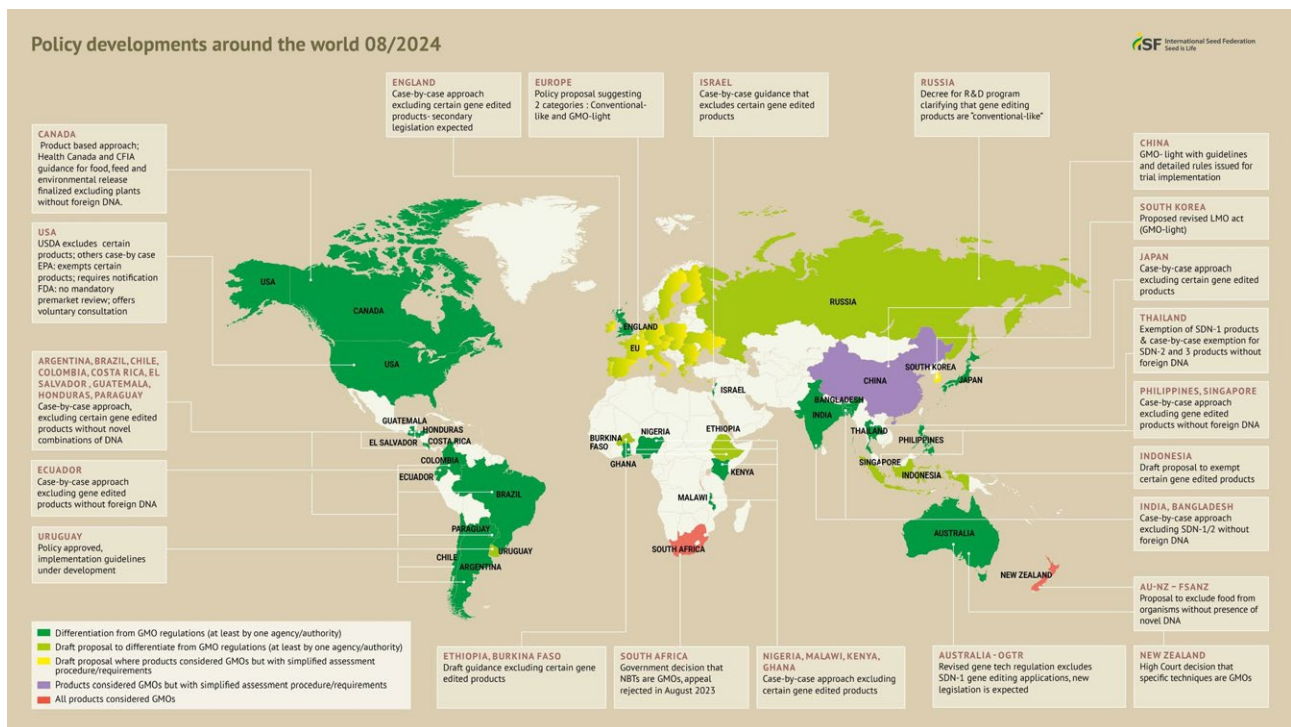 Policy developments around the world 08/2024
ISF International Seed Federation
Seed is Life
ENGLAND
Case-by-case approach
excluding certain gene edited
products- secondary
legislation expected
EUROPE
Policy proposal suggesting
2 categories : Conventional-
like and GMO-light
ISRAEL
Case-by-case guidance that
excludes certain gene edited
products
RUSSIA
Decree for R&D program
clarifying that gene editing
products are "conventional-like"
CANADA
Product based approach;
Health Canada and CFIA
guidance for food, feed and
environmental release
finalized excluding plants
without foreign DNA.
USA
USDA excludes certain
products; others case-by case
EPA: exempts certain
products; requires notification
FDA: no mandatory
premarket review; offers
voluntary consultation
ARGENTINA, BRAZIL, CHILE,
COLOMBIA, COSTA RICA, EL
SALVADOR , GUATEMALA,
HONDURAS, PARAGUAY
Case-by-case approach,
excluding certain gene edited
products without novel
combinations of DNA
ECUADOR
Case-by-case approach
excluding gene edited
products without foreign DNA
URUGUAY
Policy approved,
implementation guidelines
under development
CHINA
GMO- light with guidelines
and detailed rules issued for
trial implementation
SOUTH KOREA
Proposed revised LMO act
(GMO-light)
JAPAN
Case-by-case approach
excluding certain gene edited
products
THAILAND
Exemption of SDN-1 products
& case-by-case exemption for
SDN-2 and 3 products without
foreign DNA
PHILIPPINES, SINGAPORE
Case-by-case approach
excluding gene edited
products without foreign DNA
INDONESIA
Draft proposal to exempt
certain gene edited products
INDIA, BANGLADESH
Case-by-case approach
excluding SDN-1/2 without
foreign DNA
AU-NZ – FSANZ
Proposal to exclude food from
organisms without presence of
novel DNA
NEW ZEALAND
High Court decision that
specific techniques are GMOs
USA
CANADA
USA
GUATEMALA
HONDURAS
EL SALVADOR
COSTA RICA
COLOMBIA
ECUADOR
BRAZIL
PARAGUAY
URUGUAY
CHILE
ARGENTINA
ENGLAND
EU
RUSSIA
ISRAEL
BURKINA
FASO
NIGERIA
ETHIOPIA
GHANA
KENYA
MALAWI
SOUTH AFRICA
CHINA
SOUTH KOREA
JAPAN
BANGLADESH
INDIA
THAILAND
PHILIPPINES
SINGAPORE
INDONESIA
AUSTRALIA
NEW ZEALAND
Differentiation from GMO regulations (at least by one agency/authority)
Draft proposal to differentiate from GMO regulations (at least by one agency/authority)
Draft proposal where products considered GMOs but with simplified assessment
procedure/requirements
Products considered GMOs but with simplified assessment procedure/requirements
All products considered GMOs
ETHIOPIA, BURKINA FASO
Draft guidance excluding certain gene
edited products
SOUTH AFRICA
Government decision that
NBTs are GMOs, appeal
rejected in August 2023
NIGERIA, MALAWI, KENYA,
GHANA
Case-by-case approach excluding
certain gene edited products
AUSTRALIA - OGTR
Revised gene tech regulation excludes
SDN-1 gene editing applications, new
legislation is expected